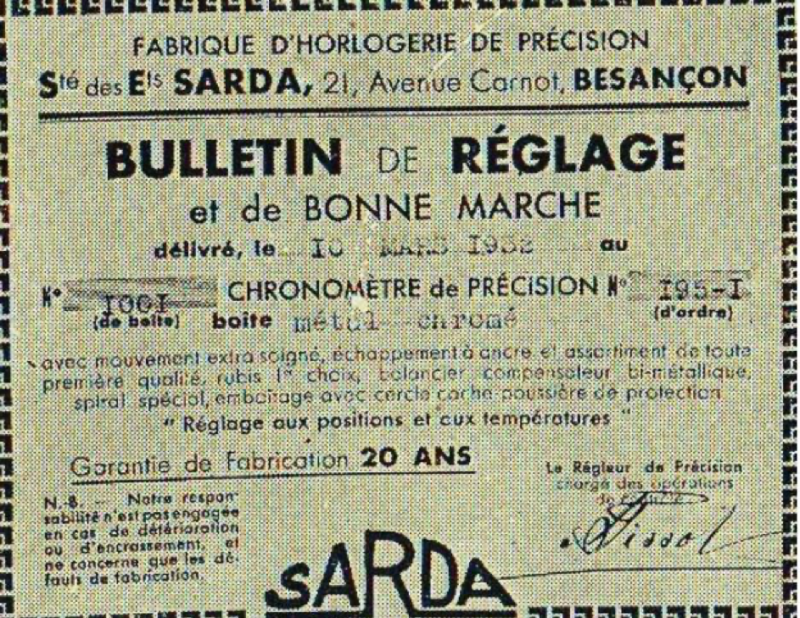 FABRIQUE D'HORLOGERIE DE PRÉCISION
Sté des Ets SARDA, 21, Avenue Carnot, BESANÇON
BULLETIN DE RÉGLAGE
et de BONNE MARCHE
délivré, le 10 MARS 1932 au
N° 1001 CHRONOMÈTRE de PRÉCISION N° 195-I
(de boite) boite métal chromé (d'ordre)
avec mouvement extra soigné, échappement à ancre et assortiment de toute
première qualité, rubis 1er choix, balancier compensateur bi-métallique,
spiral spécial, emboîtage avec cercle cache-poussière de protection
" Réglage aux positions et aux températures "
Garantie de Fabrication 20 ANS
Le Régleur de Précision
chargé des opérations
N.-B. — Notre respon-
sabilité n'est pas engagée
en cas de détérioration
ou d'encrassement, et
ne concerne que les dé-
fauts de fabrication.
SARDA